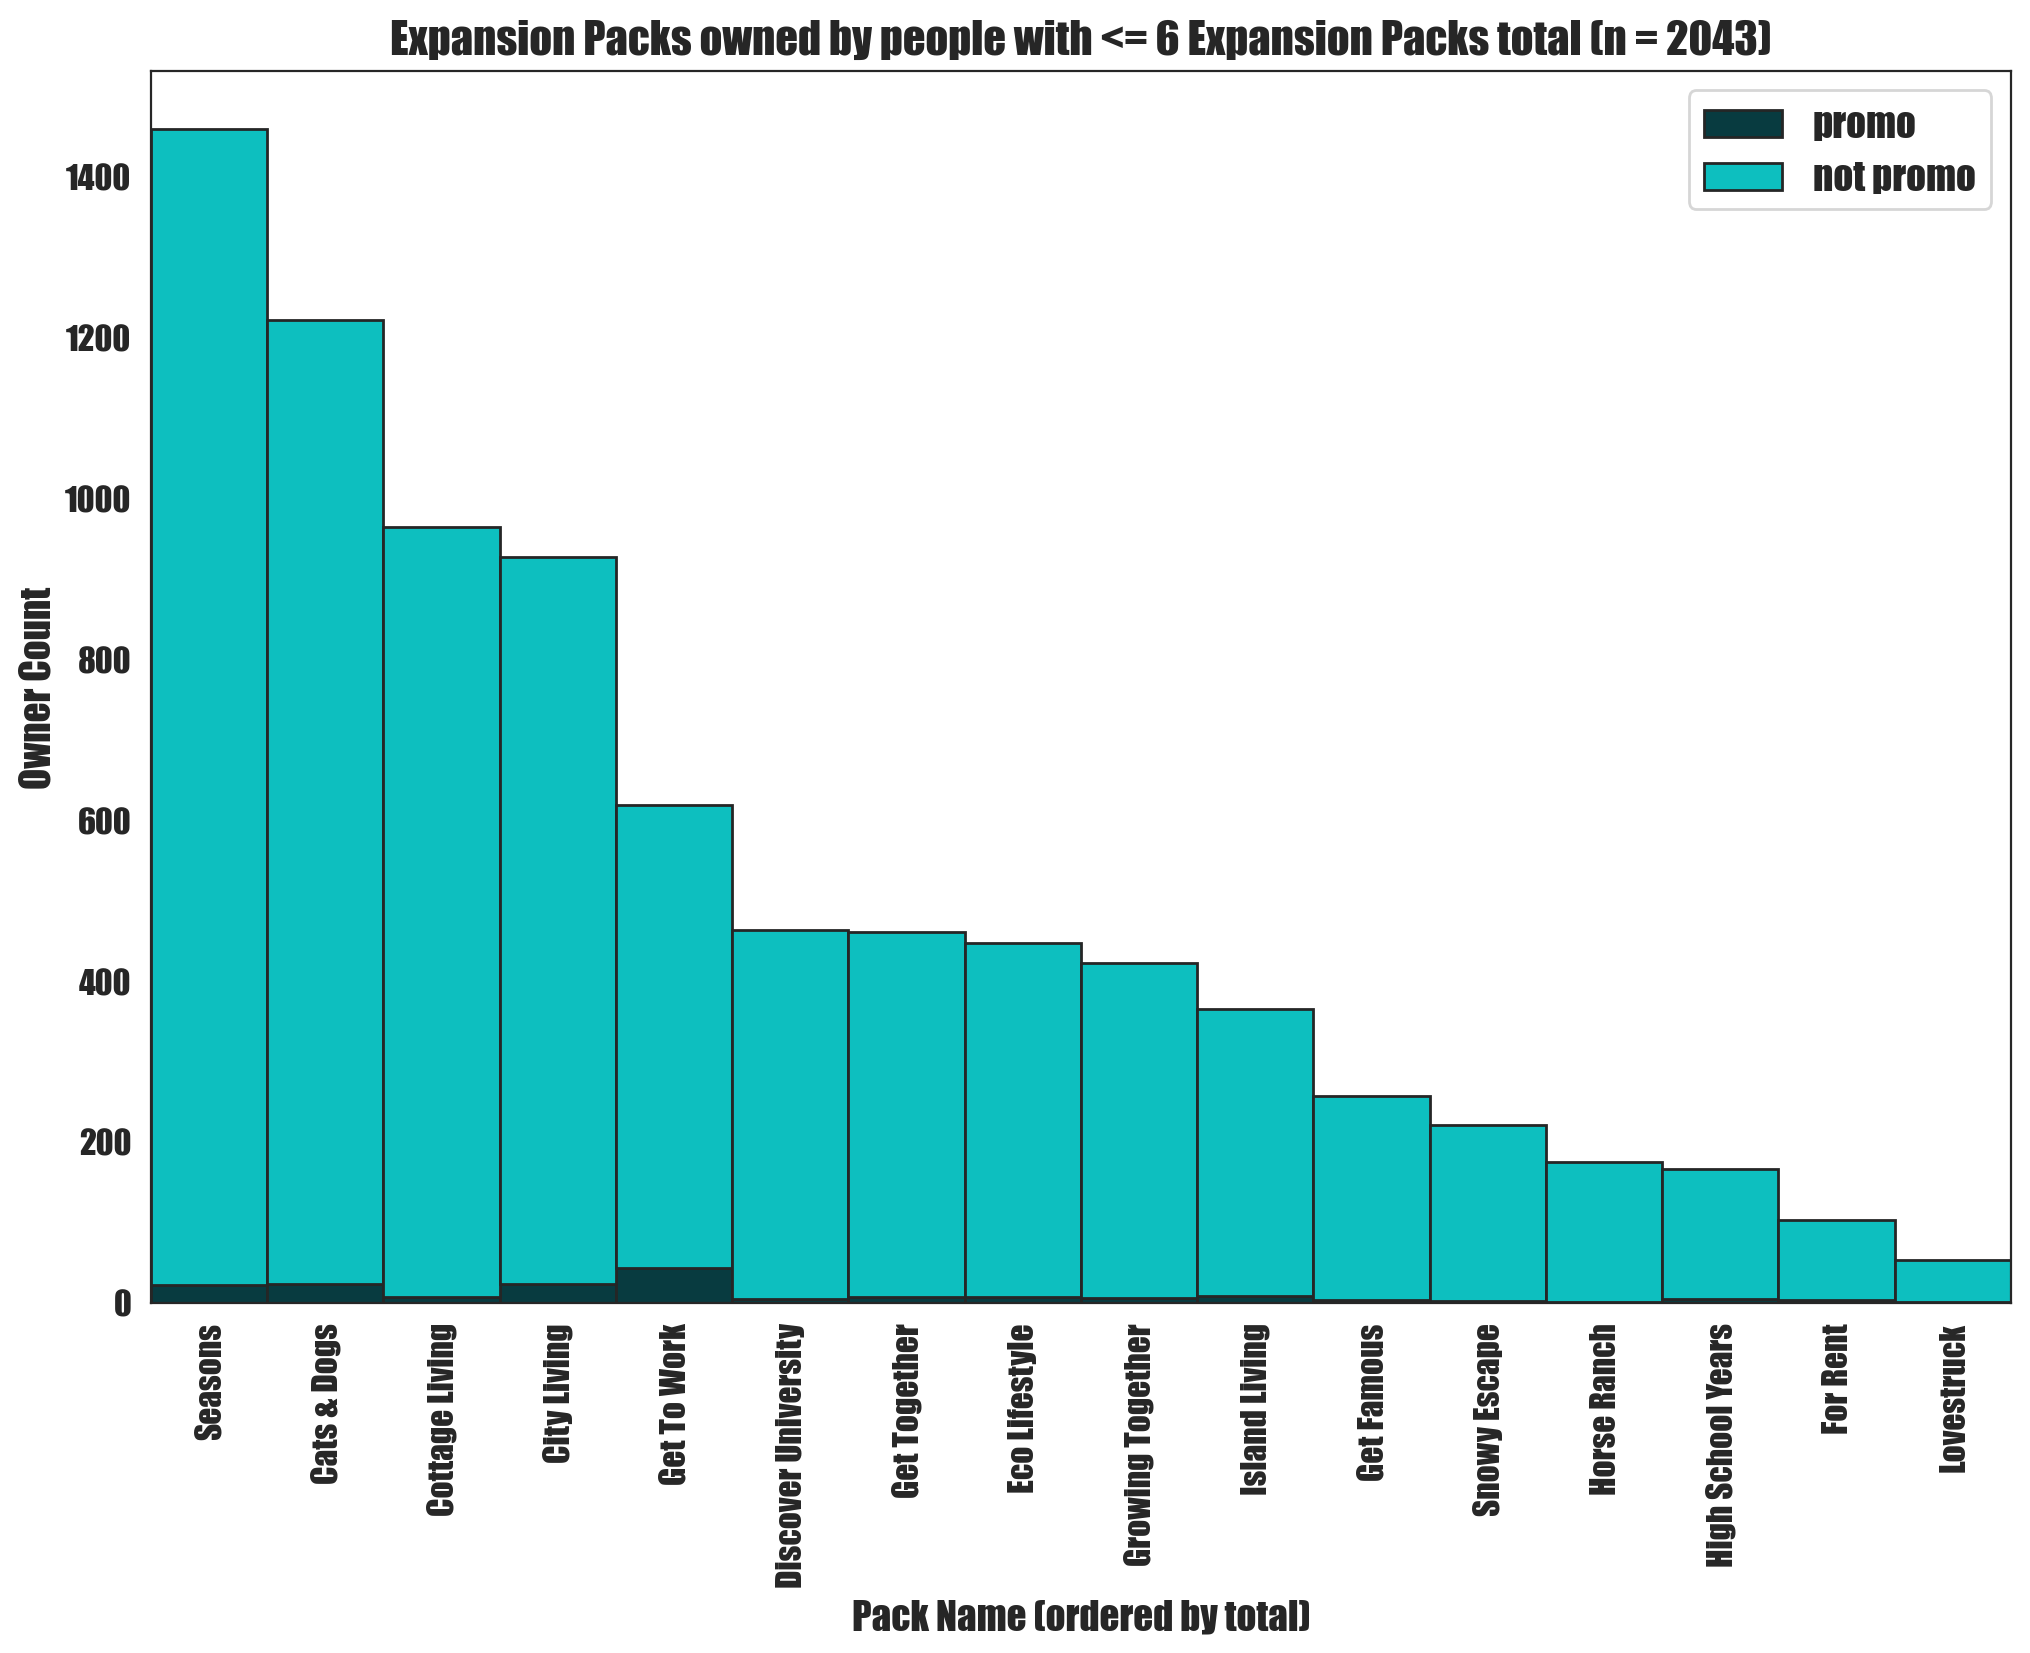 Expansion Packs owned by people with <= 6 Expansion Packs total (n = 2043)
promo
not promo
Owner Count
1400
1200
1000
800
600
400
200
0
Seasons
Cats & Dogs
Cottage Living
City Living
Get To Work
Discover University
Get Together
Eco Lifestyle
Growing Together
Island Living
Get Famous
Snowy Escape
Horse Ranch
High School Years
For Rent
Lovestruck
Pack Name (ordered by total)